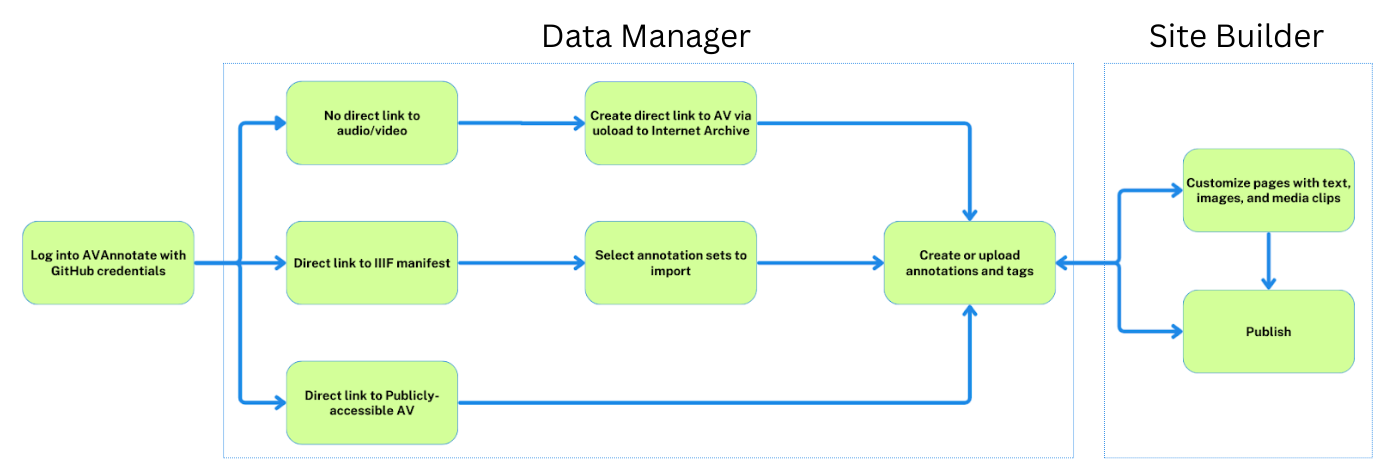 Data Manager
Site Builder
No direct link to
audio/video
Create direct link to AV via
uoload to Internet Archive
Customize pages with text,
images, and media clips
Log into AVAnnotate with
GitHub credentials
Direct link to IIIF manifest
Select annotation sets to
import
Create or upload
annotations and tags
Publish
Direct link to Publicly-
accessible AV